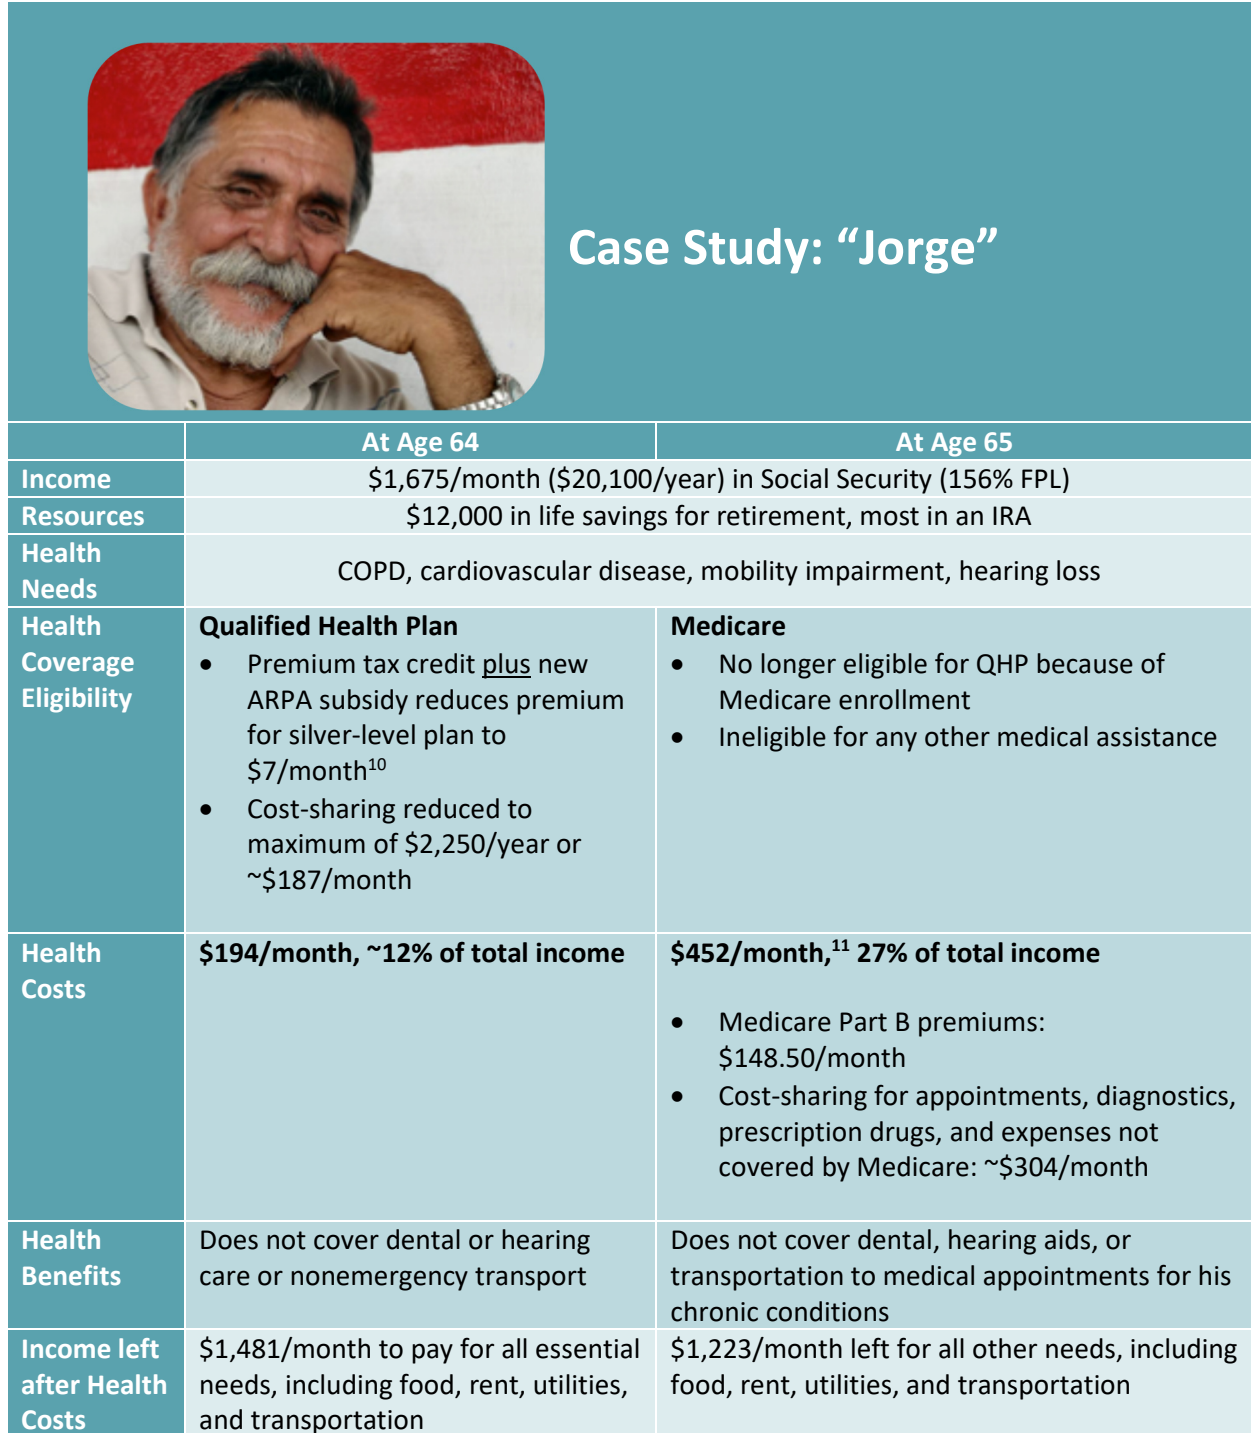 Case Study: “Jorge”
At Age 64
At Age 65
Income
$1,675/month ($20,100/year) in Social Security (156% FPL)
Resources
$12,000 in life savings for retirement, most in an IRA
Health
Needs
COPD, cardiovascular disease, mobility impairment, hearing loss
Health
Coverage
Eligibility
Qualified Health Plan
• Premium tax credit plus new
ARPA subsidy reduces premium
for silver-level plan to
$7/month¹⁰
• Cost-sharing reduced to
maximum of $2,250/year or
~$187/month
Medicare
• No longer eligible for QHP because of
Medicare enrollment
• Ineligible for any other medical assistance
Health
Costs
$194/month, ~12% of total income
$452/month,¹¹ 27% of total income
• Medicare Part B premiums:
$148.50/month
• Cost-sharing for appointments, diagnostics,
prescription drugs, and expenses not
covered by Medicare: ~$304/month
Health
Benefits
Does not cover dental or hearing
care or nonemergency transport
Does not cover dental, hearing aids, or
transportation to medical appointments for his
chronic conditions
Income left
after Health
Costs
$1,481/month to pay for all essential
needs, including food, rent, utilities,
and transportation
$1,223/month left for all other needs, including
food, rent, utilities, and transportation